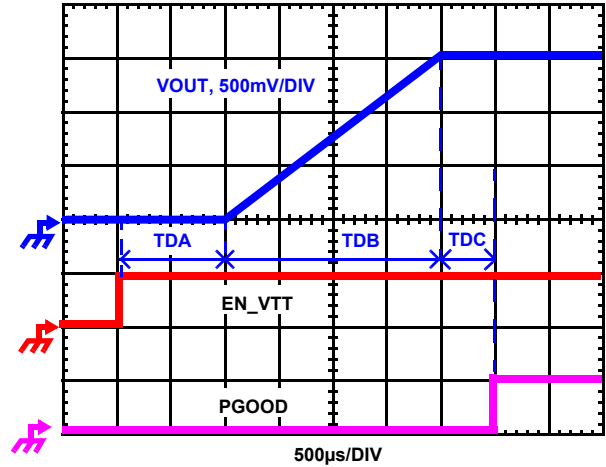 VOUT, 500mV/DIV
TDA
TDB
TDC
EN_VTT
PGOOD
500µs/DIV